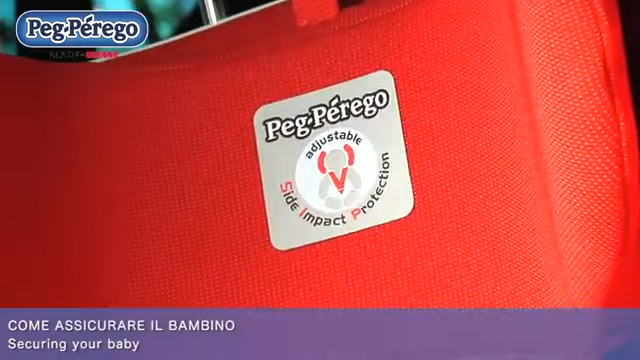 Peg-Pérego
Peg-Pérego
adjustable
Side Impact Protection
COME ASSICURARE IL BAMBINO
Securing your baby